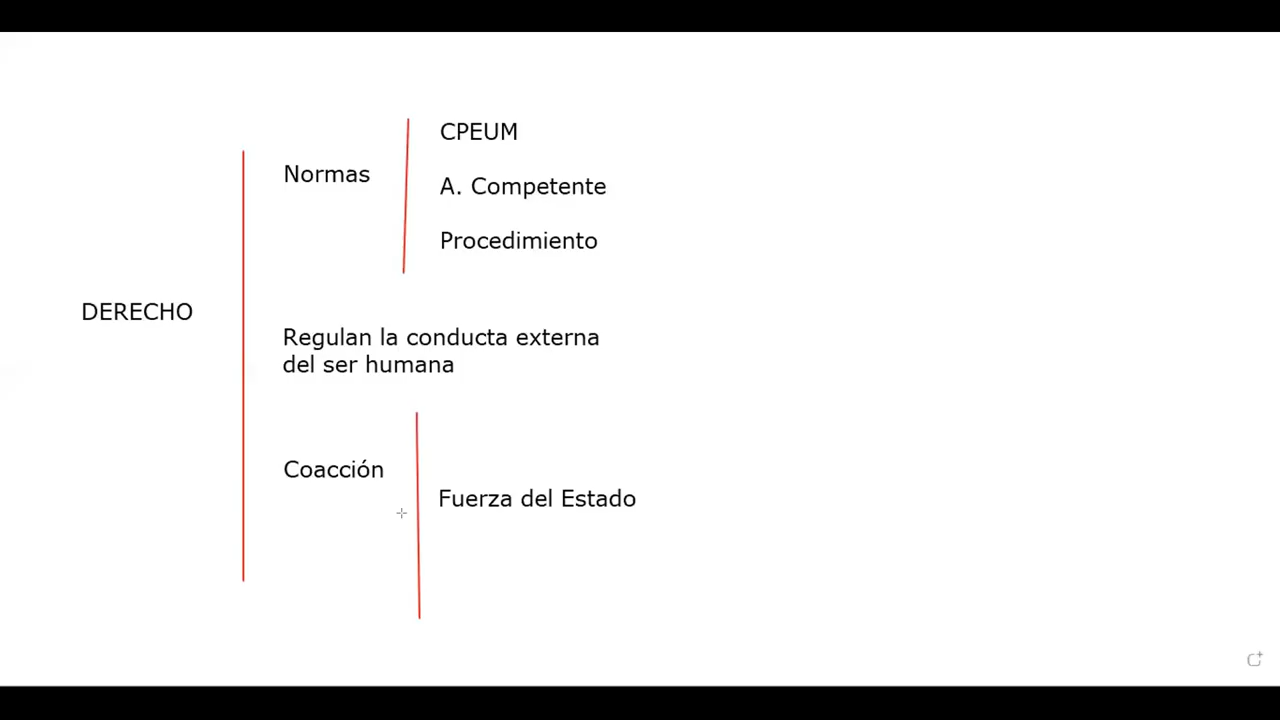 CPEUM
Normas
A. Competente
Procedimiento
DERECHO
Regulan la conducta externa
del ser humana
Coacción
Fuerza del Estado